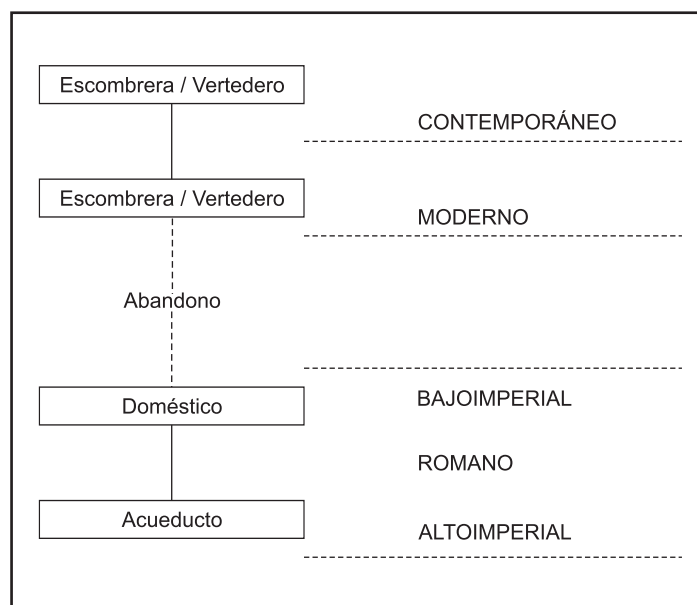 Escombrera / Vertedero
CONTEMPORÁNEO
Escombrera / Vertedero
MODERNO
Abandono
Doméstico
BAJOIMPERIAL
ROMANO
Acueducto
ALTOIMPERIAL